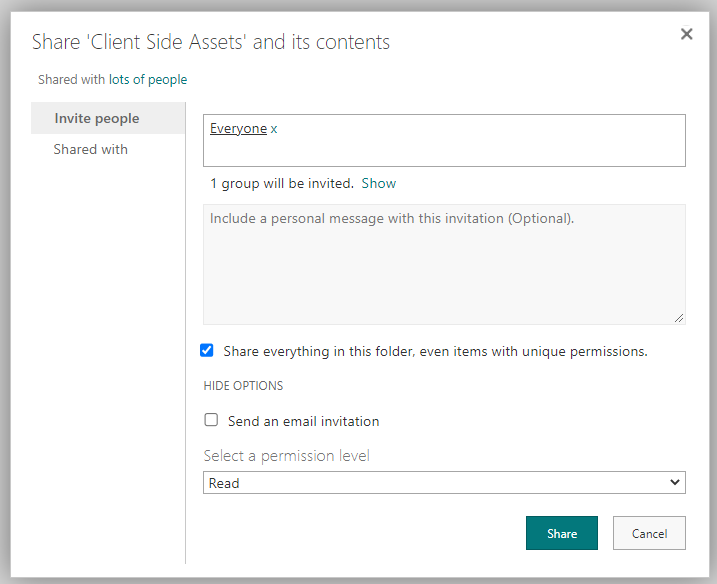 Share 'Client Side Assets' and its contents
Shared with lots of people
Invite people
Shared with
Everyone x
1 group will be invited. Show
Include a personal message with this invitation (Optional).
Share everything in this folder, even items with unique permissions.
HIDE OPTIONS
Send an email invitation
Select a permission level
Read
Share Cancel